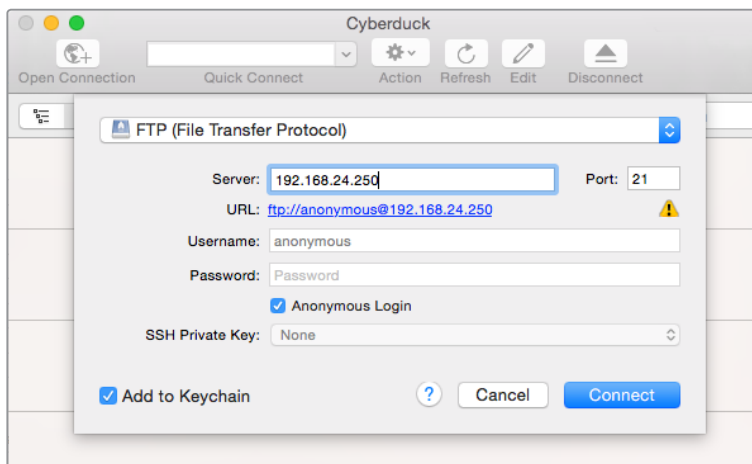 Cyberduck
Open Connection Quick Connect Action Refresh Edit Disconnect
FTP (File Transfer Protocol)
Server: 192.168.24.250 Port: 21
URL: ftp://anonymous@192.168.24.250
Username: anonymous
Password: Password
Anonymous Login
SSH Private Key: None
Add to Keychain ? Cancel Connect